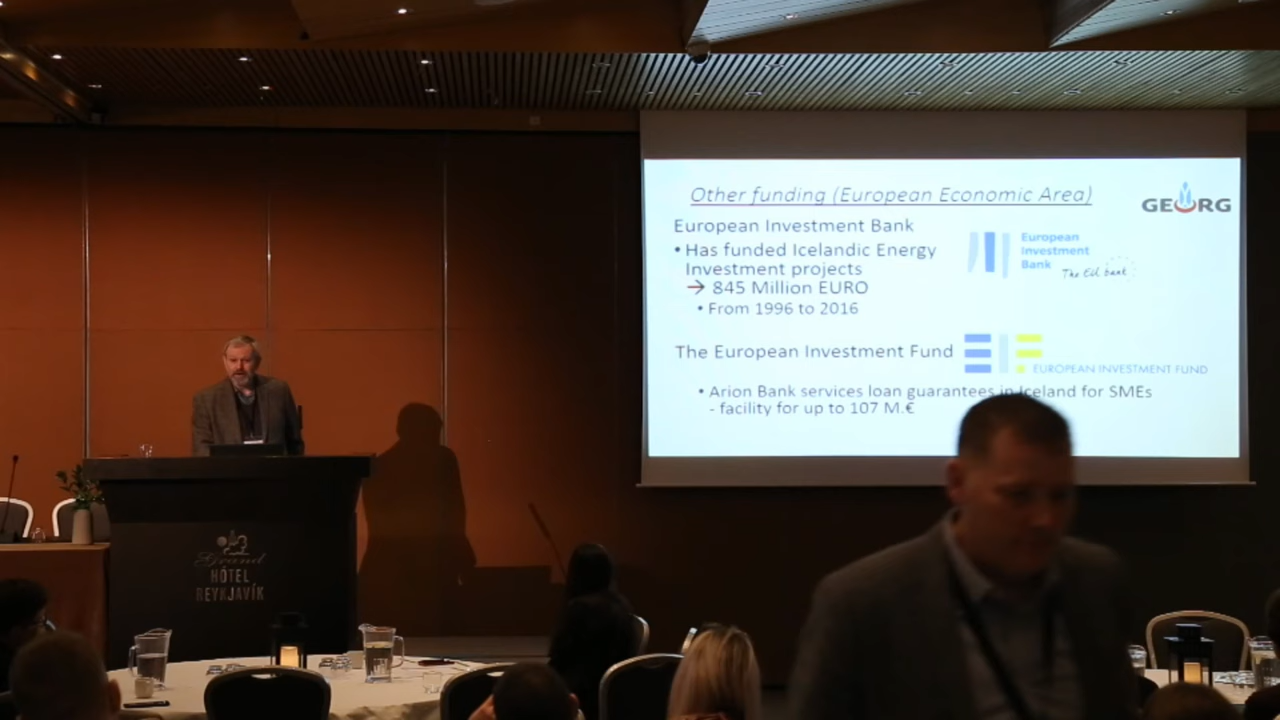 Other funding (European Economic Area)
GEORG
European Investment Bank
• Has funded Icelandic Energy
Investment projects
→ 845 Million EURO
• From 1996 to 2016
European
Investment
Bank
The EU bank
The European Investment Fund
EUROPEAN INVESTMENT FUND
• Arion Bank services loan guarantees in Iceland for SMEs
- facility for up to 107 M.€
Grand
HÓTEL
REYKJAVÍK